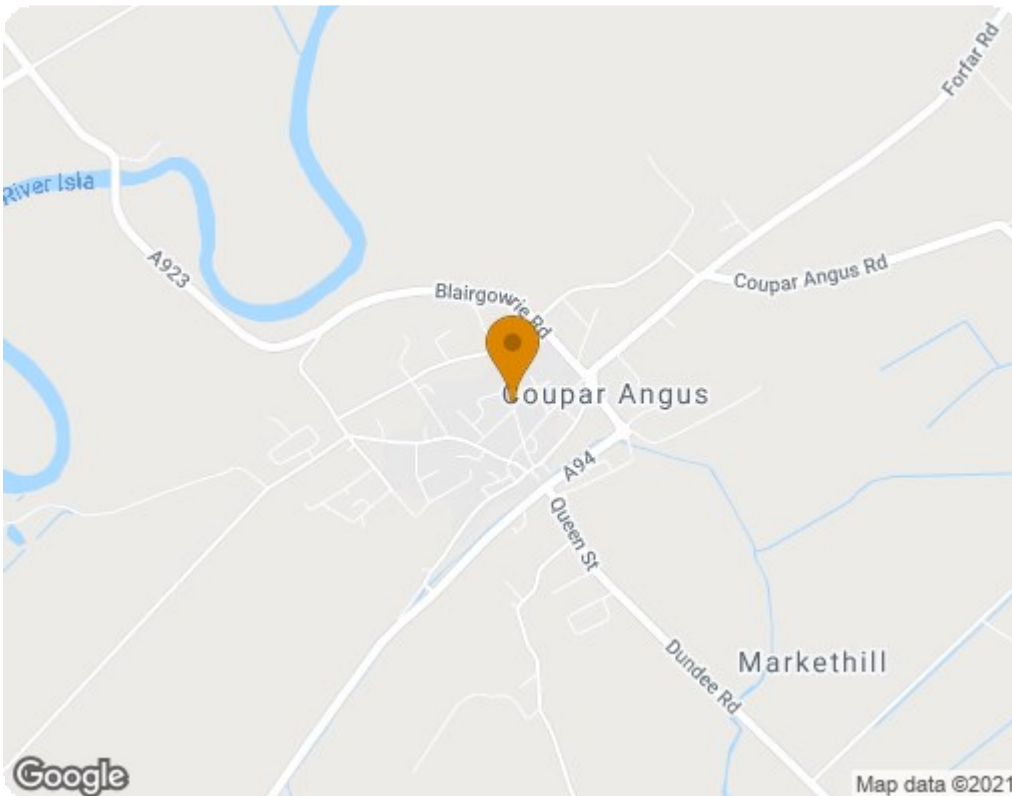 Forfar Rd
River Isla
A923
Coupar Angus Rd
Blairgowrie Rd
Coupar Angus
A94
Queen St
Dundee Rd
Markethill
Google
Map data ©2021